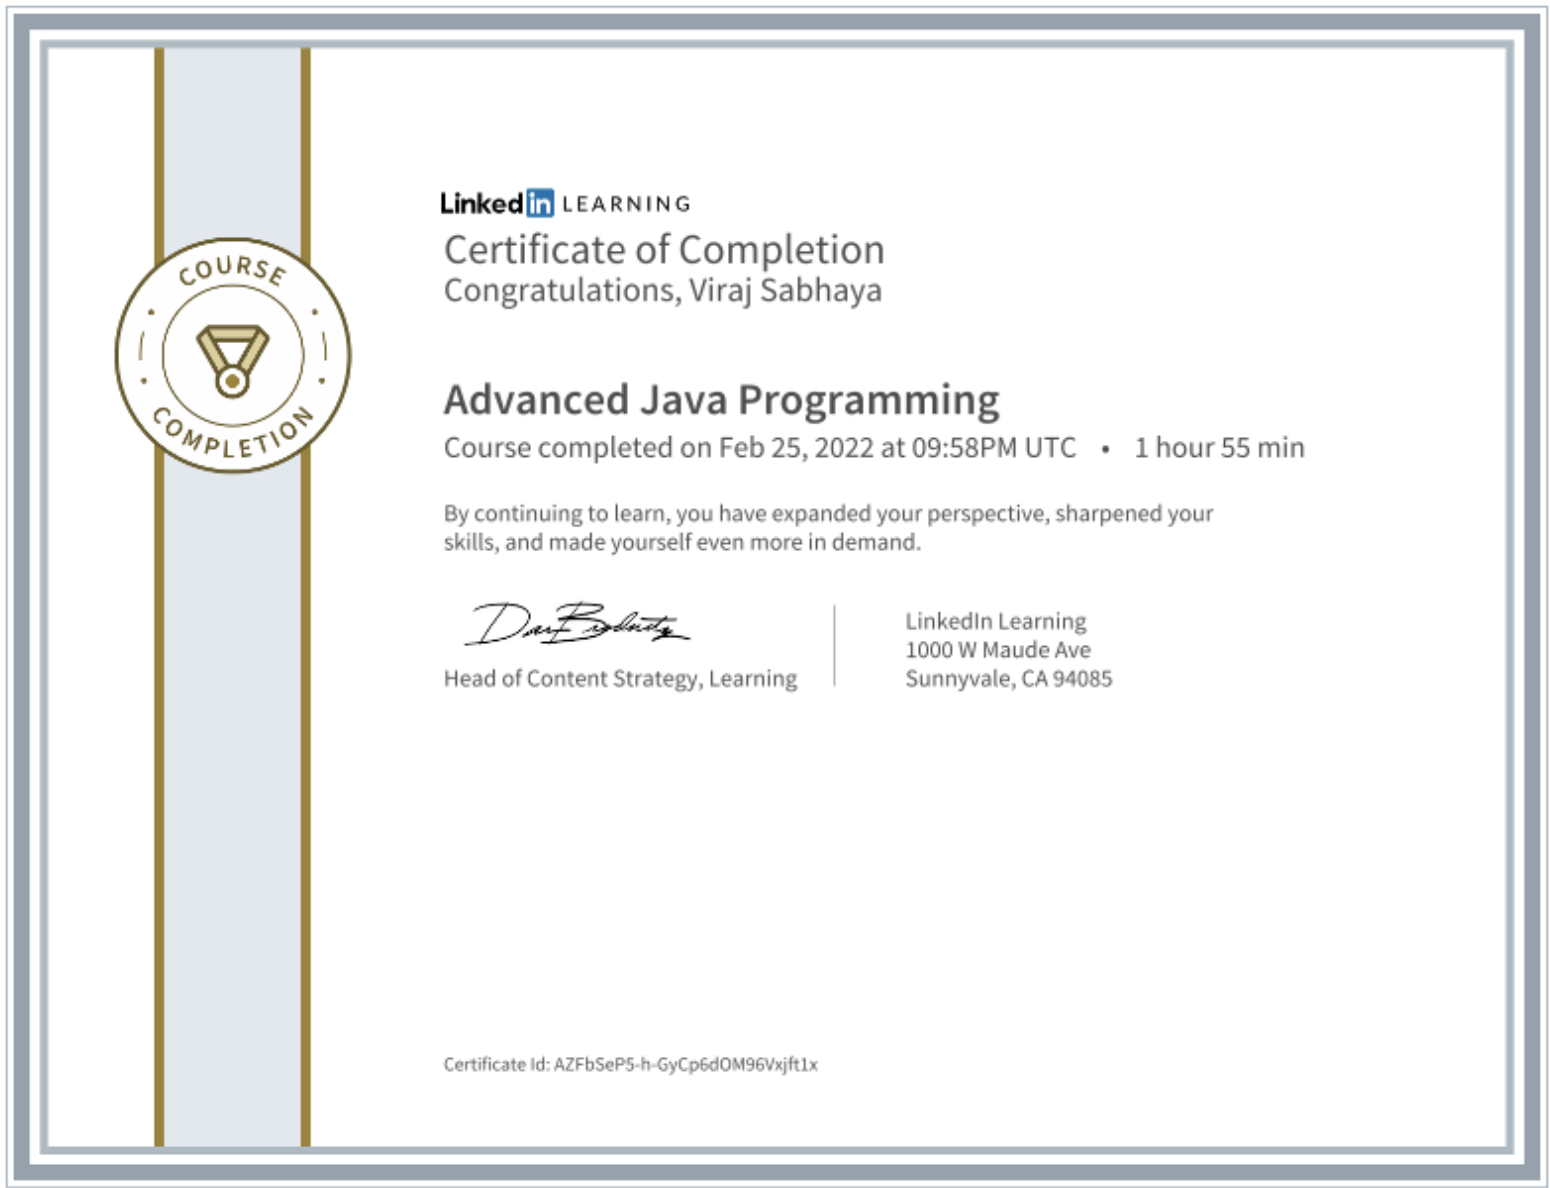 COURSE
COMPLETION
Linked in LEARNING
Certificate of Completion
Congratulations, Viraj Sabhaya
Advanced Java Programming
Course completed on Feb 25, 2022 at 09:58PM UTC • 1 hour 55 min
By continuing to learn, you have expanded your perspective, sharpened your
skills, and made yourself even more in demand.
Head of Content Strategy, Learning
LinkedIn Learning
1000 W Maude Ave
Sunnyvale, CA 94085
Certificate Id: AZFbSeP5-h-GyCp6dOM96Vxjft1x